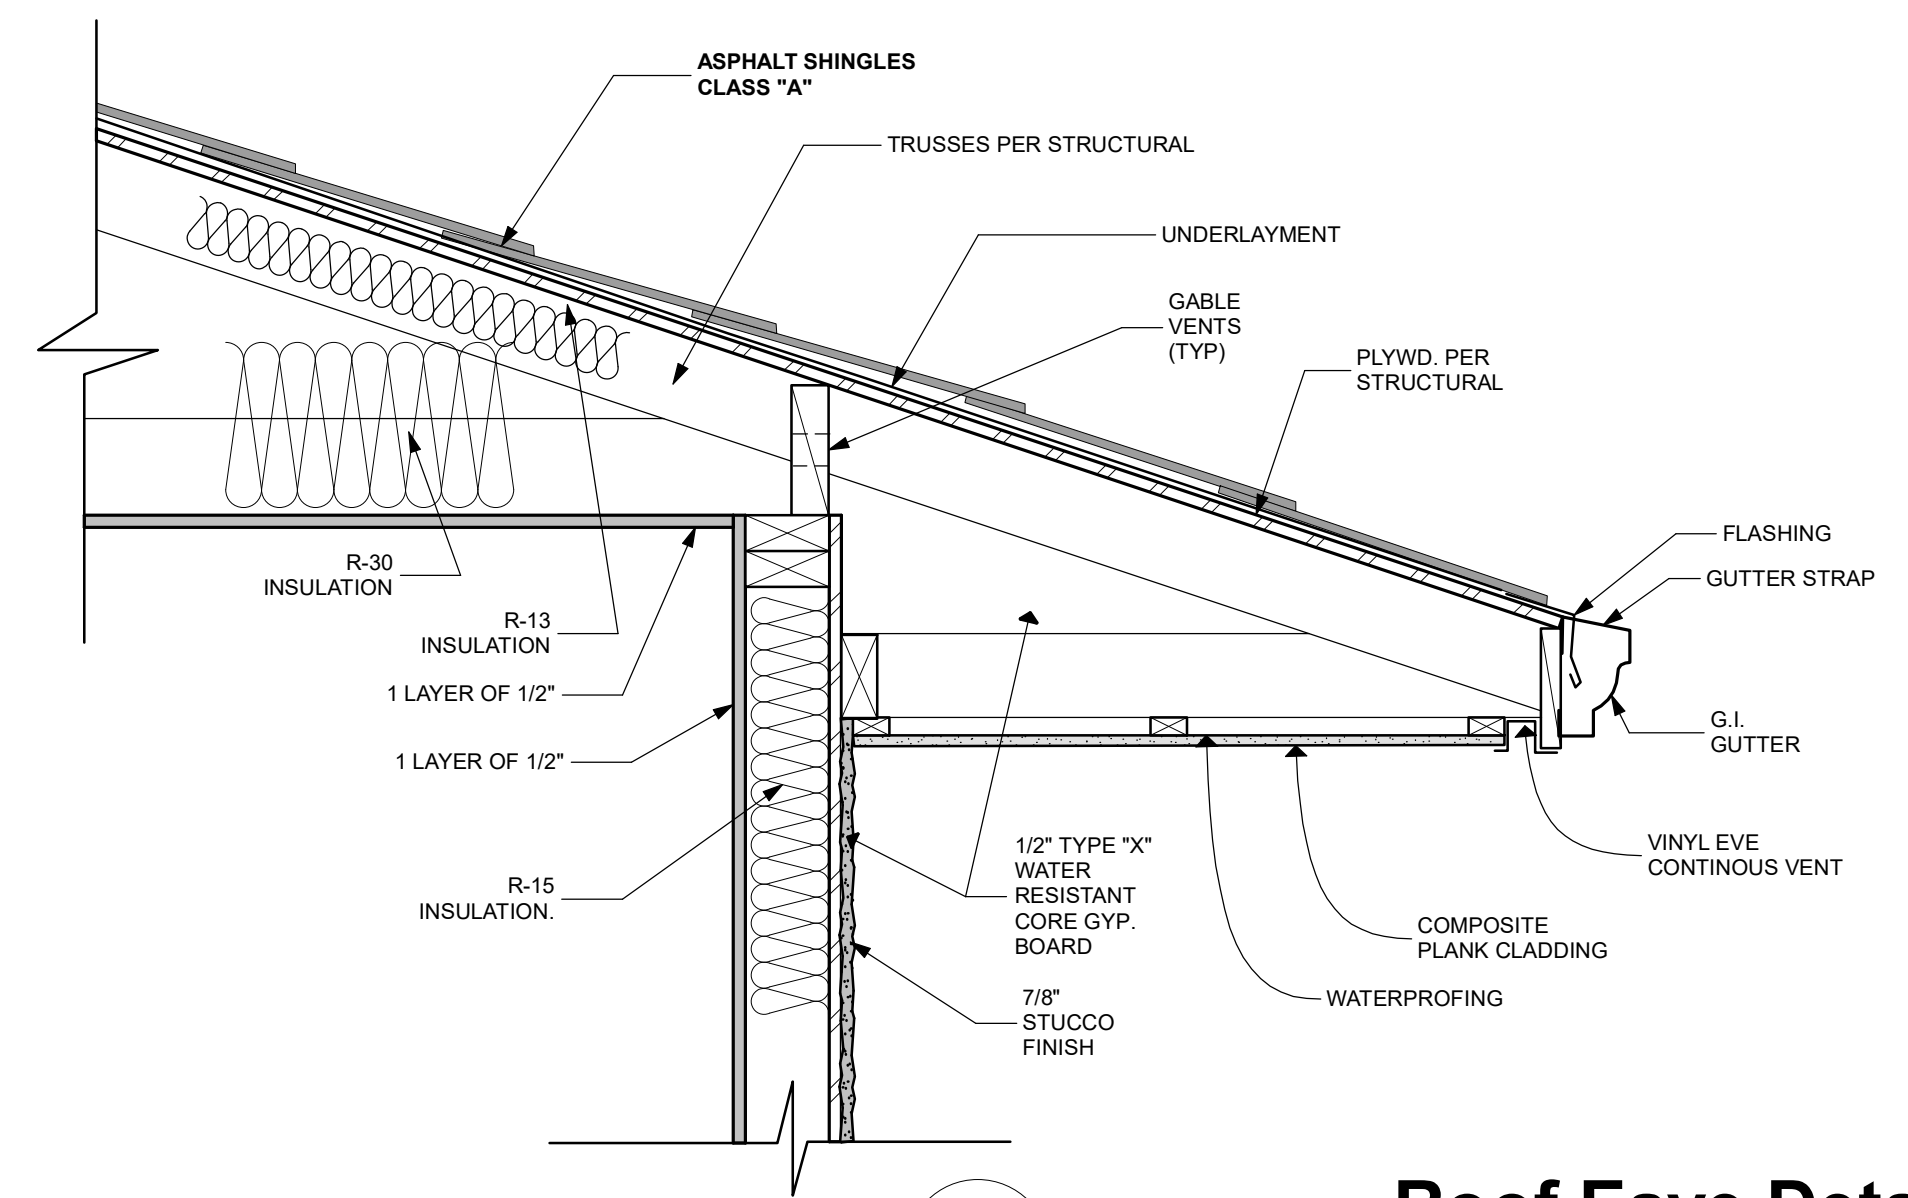 ASPHALT SHINGLES
CLASS "A"
TRUSSES PER STRUCTURAL
UNDERLAYMENT
GABLE
VENTS
(TYP)
PLYWD. PER
STRUCTURAL
FLASHING
GUTTER STRAP
R-30
INSULATION
R-13
INSULATION
1 LAYER OF 1/2"
G.I.
GUTTER
1 LAYER OF 1/2"
1/2" TYPE "X"
WATER
RESISTANT
CORE GYP.
BOARD
VINYL EVE
CONTINOUS VENT
R-15
INSULATION.
COMPOSITE
PLANK CLADDING
WATERPROFING
7/8"
STUCCO
FINISH